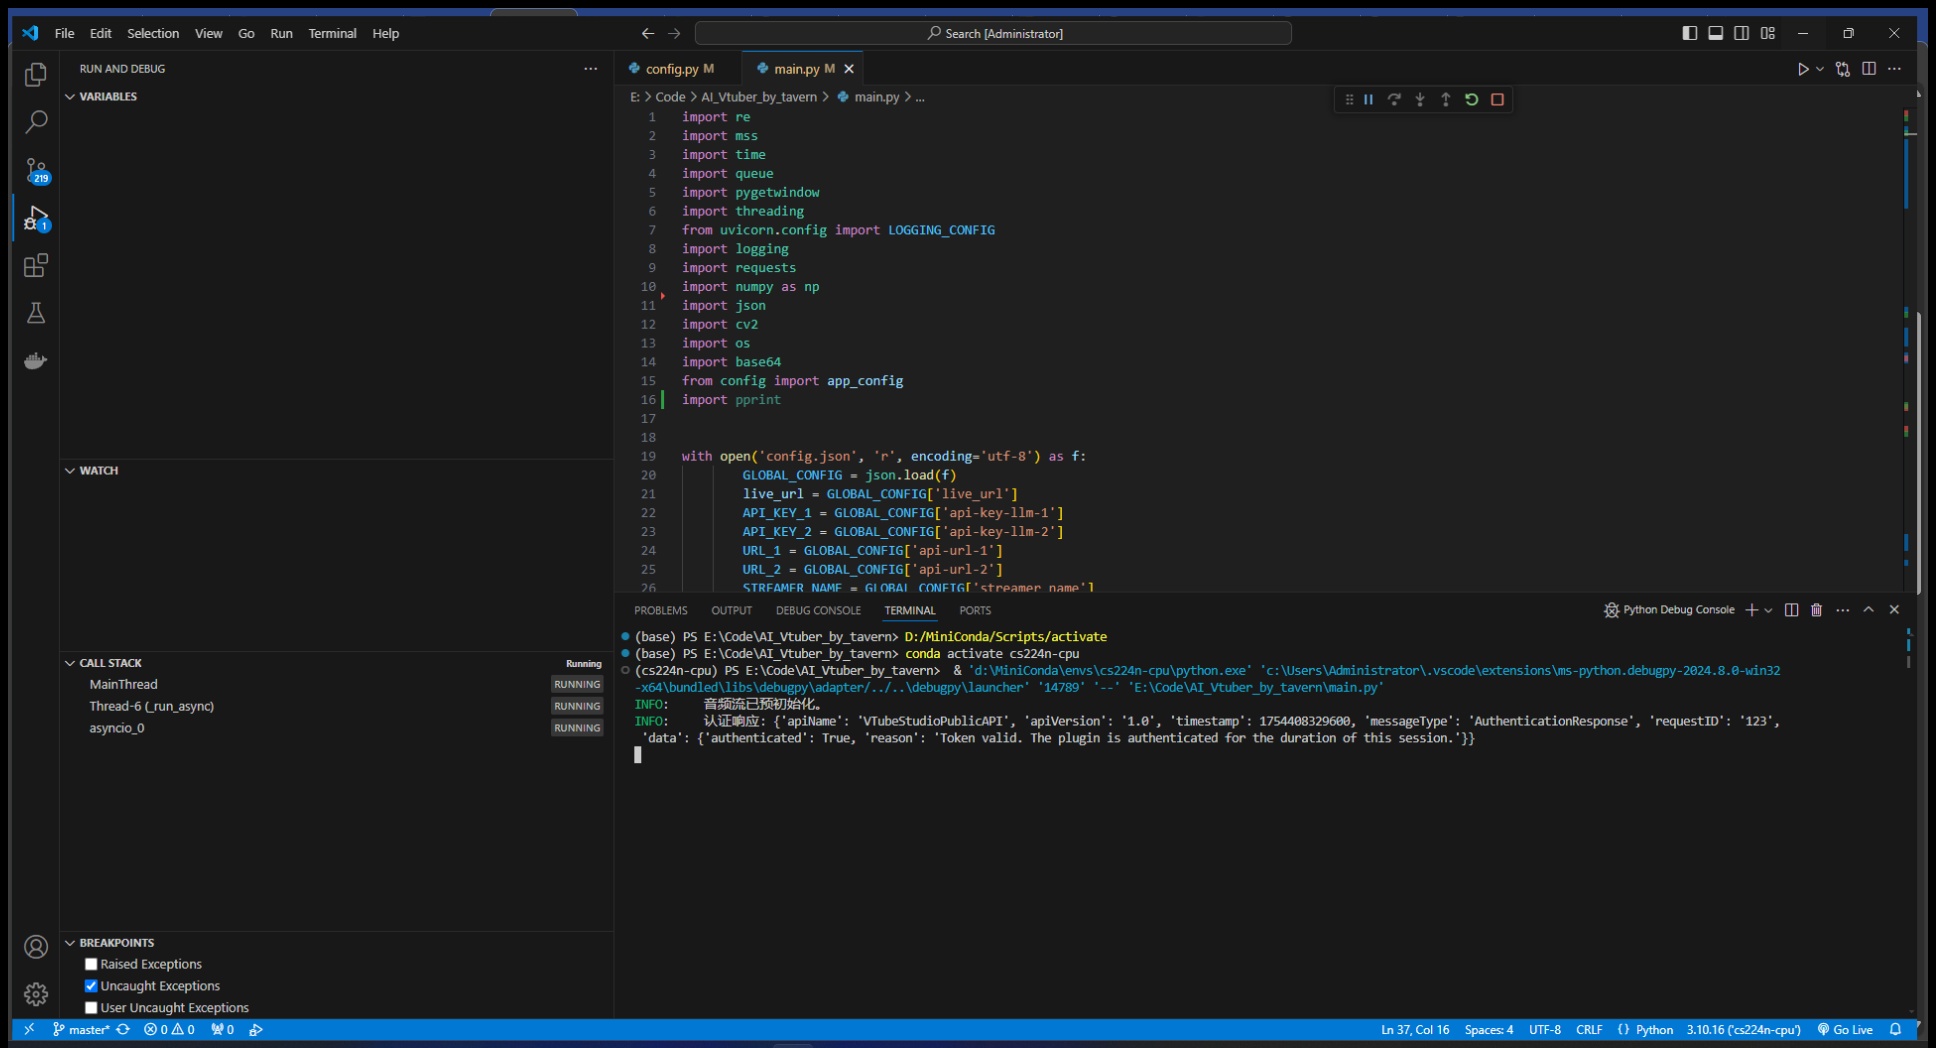 File Edit Selection View Go Run Terminal Help
Search [Administrator]
RUN AND DEBUG
VARIABLES
219
1
WATCH
CALL STACK
Running
MainThread
RUNNING
Thread-6 (_run_async)
RUNNING
asyncio_0
RUNNING
BREAKPOINTS
Raised Exceptions
Uncaught Exceptions
User Uncaught Exceptions
config.py M
main.py M
E: > Code > AI_Vtuber_by_tavern > main.py > ...
1 import re
2 import mss
3 import time
4 import queue
5 import pygetwindow
6 import threading
7 from uvicorn.config import LOGGING_CONFIG
8 import logging
9 import requests
10 import numpy as np
11 import json
12 import cv2
13 import os
14 import base64
15 from config import app_config
16 import pprint
17
18
19 with open('config.json', 'r', encoding='utf-8') as f:
20 GLOBAL_CONFIG = json.load(f)
21 live_url = GLOBAL_CONFIG['live_url']
22 API_KEY_1 = GLOBAL_CONFIG['api-key-llm-1']
23 API_KEY_2 = GLOBAL_CONFIG['api-key-llm-2']
24 URL_1 = GLOBAL_CONFIG['api-url-1']
25 URL_2 = GLOBAL_CONFIG['api-url-2']
26 STREAMER_NAME = GLOBAL_CONFIG['streamer_name']
PROBLEMS OUTPUT DEBUG CONSOLE TERMINAL PORTS
Python Debug Console
(base) PS E:\Code\AI_Vtuber_by_tavern> D:/MiniConda/Scripts/activate
(base) PS E:\Code\AI_Vtuber_by_tavern> conda activate cs224n-cpu
(cs224n-cpu) PS E:\Code\AI_Vtuber_by_tavern> & 'd:\MiniConda\envs\cs224n-cpu\python.exe' 'c:\Users\Administrator\.vscode\extensions\ms-python.debugpy-2024.8.0-win32
-x64\bundled\libs\debugpy\adapter/../..\debugpy\launcher' '14789' '--' 'E:\Code\AI_Vtuber_by_tavern\main.py'
INFO: 音频流已预初始化。
INFO: 认证响应: {'apiName': 'VTubeStudioPublicAPI', 'apiVersion': '1.0', 'timestamp': 1754408329600, 'messageType': 'AuthenticationResponse', 'requestID': '123',
'data': {'authenticated': True, 'reason': 'Token valid. The plugin is authenticated for the duration of this session.'}}
master* 0 0 0
Ln 37, Col 16 Spaces: 4 UTF-8 CRLF {} Python 3.10.16 ('cs224n-cpu') Go Live